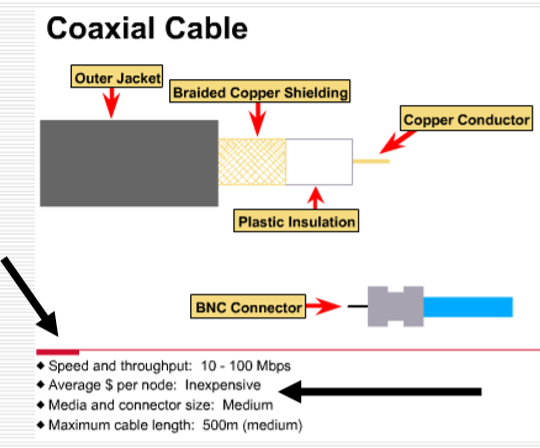 Coaxial Cable
Outer Jacket
Braided Copper Shielding
Copper Conductor
Plastic Insulation
BNC Connector
◆ Speed and throughput: 10 - 100 Mbps
◆ Average $ per node: Inexpensive
◆ Media and connector size: Medium
◆ Maximum cable length: 500m (medium)